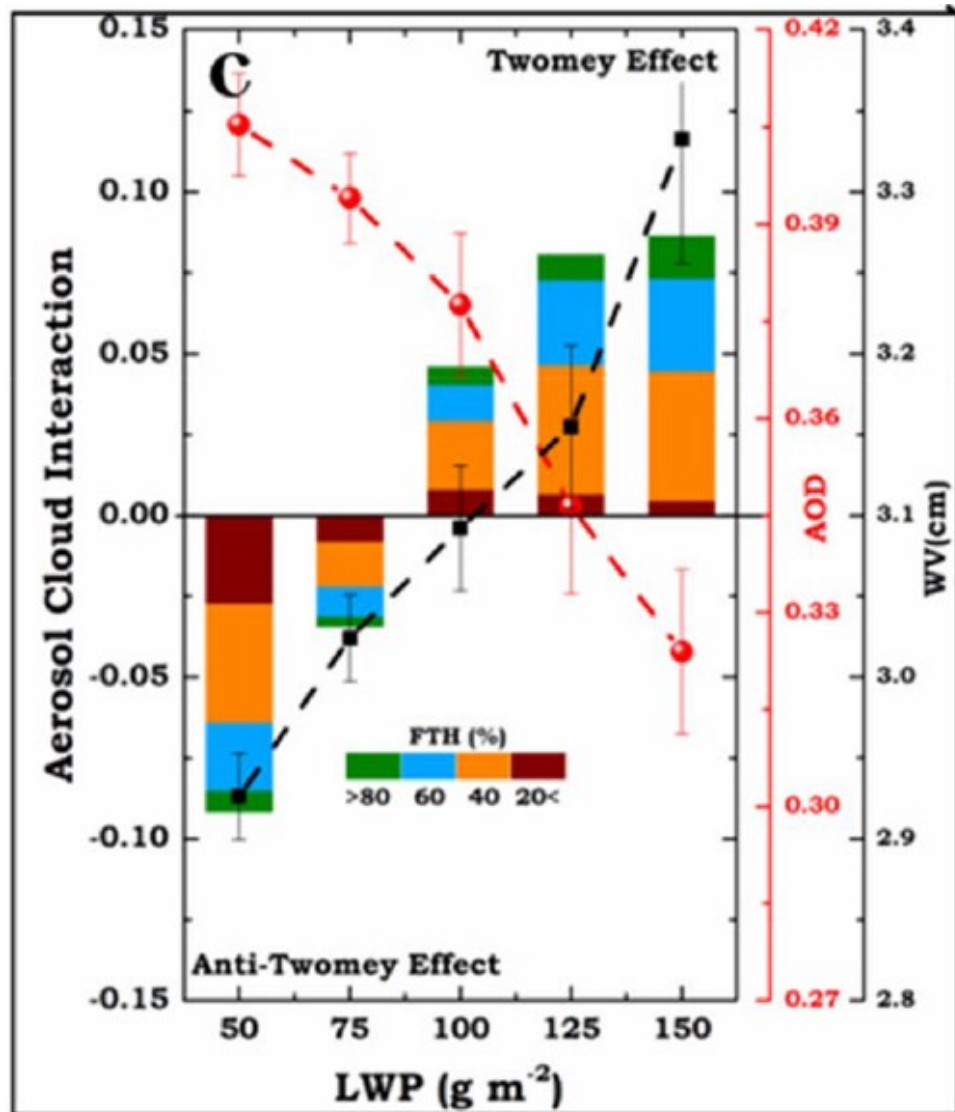 C
Twomey Effect
Anti-Twomey Effect
Aerosol Cloud Interaction
0.15
0.10
0.05
0.00
-0.05
-0.10
-0.15
FTH (%)
>80 60 40 20<
50 75 100 125 150
LWP (g m⁻²)
0.42
0.39
0.36
0.33
0.30
0.27
AOD
3.4
3.3
3.2
3.1
3.0
2.9
2.8
WV(cm)